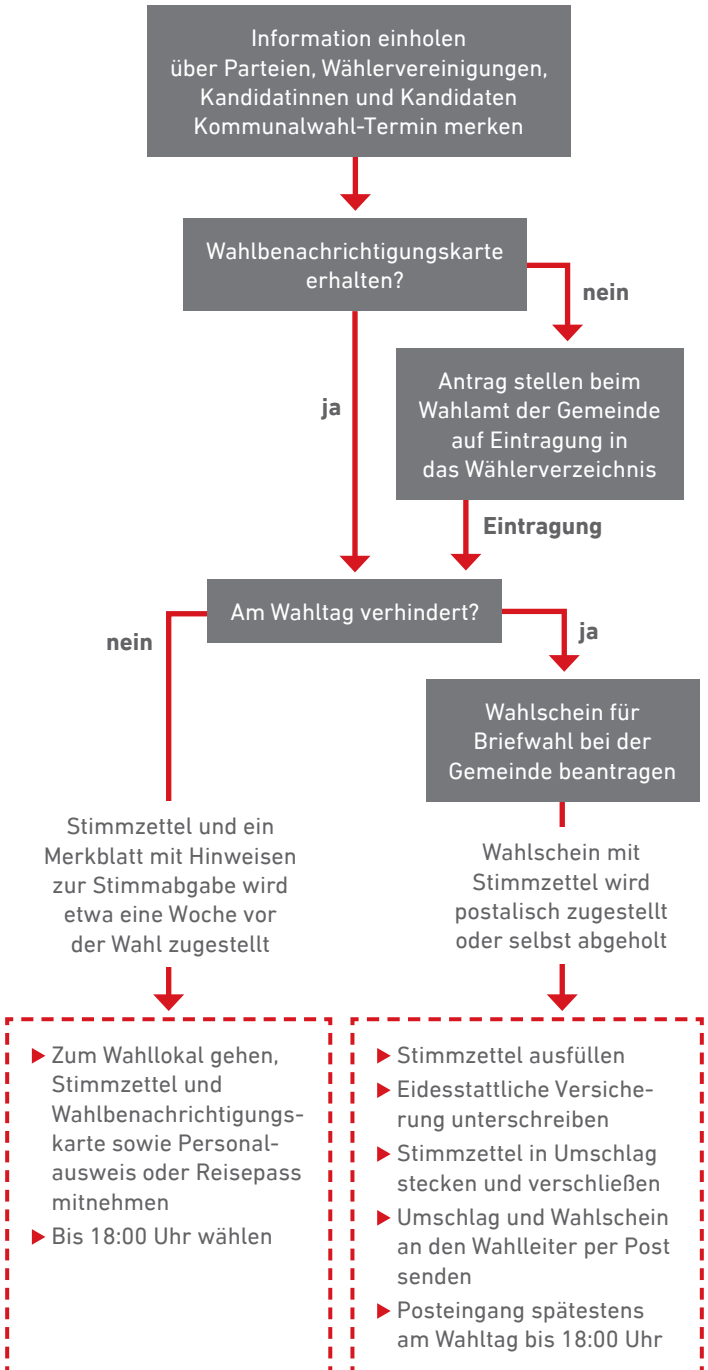 Information einholen
über Parteien, Wählervereinigungen,
Kandidatinnen und Kandidaten
Kommunalwahl-Termin merken
Wahlbenachrichtigungskarte
erhalten?
nein
ja
Antrag stellen beim
Wahlamt der Gemeinde
auf Eintragung in
das Wählerverzeichnis
Eintragung
Am Wahltag verhindert?
nein
ja
Wahlschein für
Briefwahl bei der
Gemeinde beantragen
Stimmzettel und ein
Merkblatt mit Hinweisen
zur Stimmabgabe wird
etwa eine Woche vor
der Wahl zugestellt
Wahlschein mit
Stimmzettel wird
postalisch zugestellt
oder selbst abgeholt
Zum Wahllokal gehen,
Stimmzettel und
Wahlbenachrichtigungs-
karte sowie Personal-
ausweis oder Reisepass
mitnehmen
Bis 18:00 Uhr wählen
Stimmzettel ausfüllen
Eidesstattliche Versiche-
rung unterschreiben
Stimmzettel in Umschlag
stecken und verschließen
Umschlag und Wahlschein
an den Wahlleiter per Post
senden
Posteingang spätestens
am Wahltag bis 18:00 Uhr